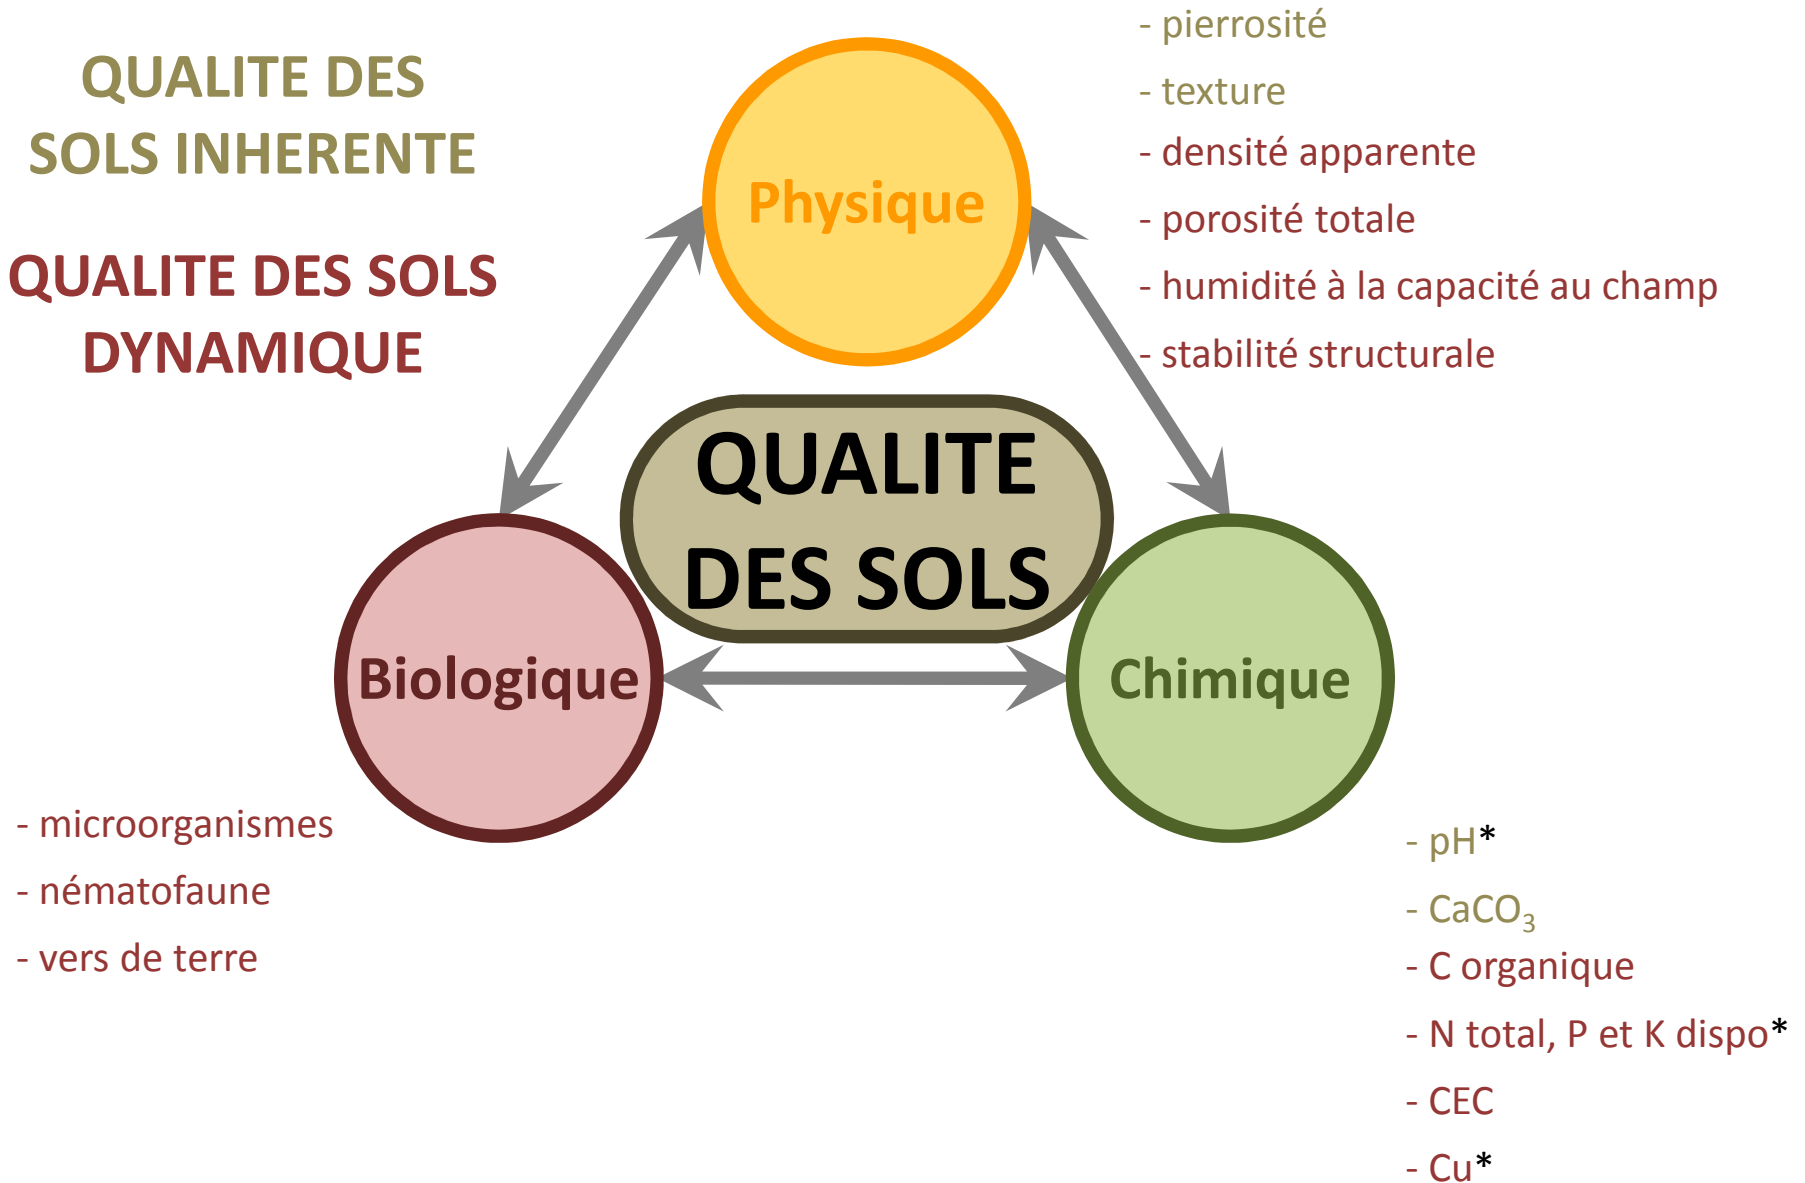 QUALITE DES
SOLS INHERENTE
QUALITE DES SOLS
DYNAMIQUE
Physique
- pierrosité
- texture
- densité apparente
- porosité totale
- humidité à la capacité au champ
- stabilité structurale
QUALITE
DES SOLS
Biologique
Chimique
- microorganismes
- nématofaune
- vers de terre
- pH*
- CaCO₃
- C organique
- N total, P et K dispo*
- CEC
- Cu*